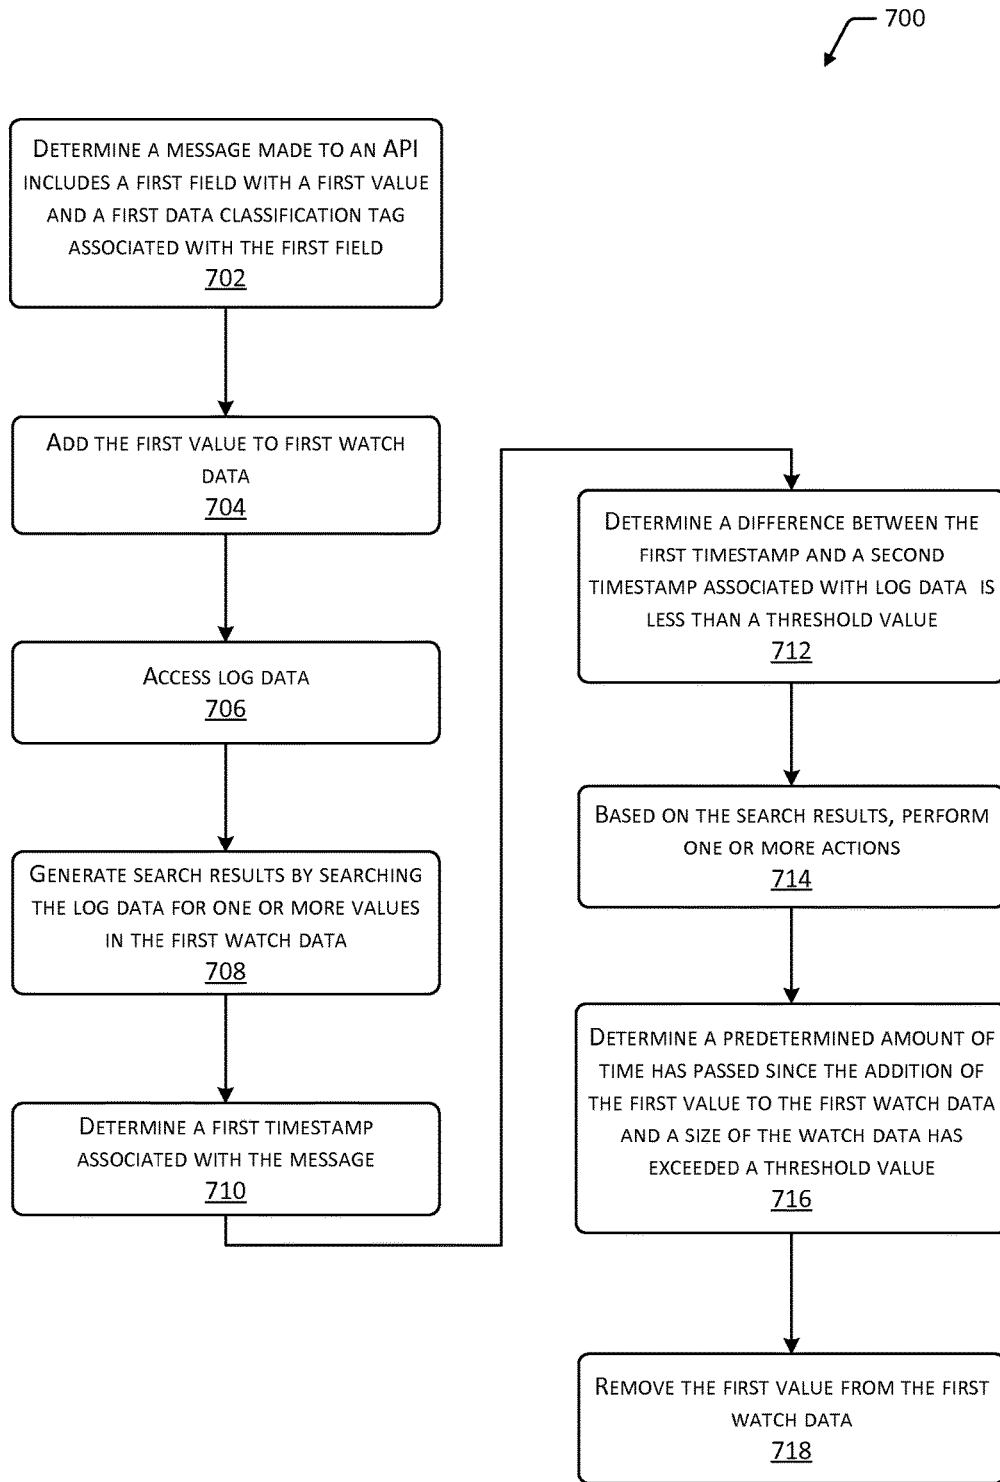 700
DETERMINE A MESSAGE MADE TO AN API
INCLUDES A FIRST FIELD WITH A FIRST VALUE
AND A FIRST DATA CLASSIFICATION TAG
ASSOCIATED WITH THE FIRST FIELD
702
ADD THE FIRST VALUE TO FIRST WATCH
DATA
704
ACCESS LOG DATA
706
GENERATE SEARCH RESULTS BY SEARCHING
THE LOG DATA FOR ONE OR MORE VALUES
IN THE FIRST WATCH DATA
708
DETERMINE A FIRST TIMESTAMP
ASSOCIATED WITH THE MESSAGE
710
DETERMINE A DIFFERENCE BETWEEN THE
FIRST TIMESTAMP AND A SECOND
TIMESTAMP ASSOCIATED WITH LOG DATA IS
LESS THAN A THRESHOLD VALUE
712
BASED ON THE SEARCH RESULTS, PERFORM
ONE OR MORE ACTIONS
714
DETERMINE A PREDETERMINED AMOUNT OF
TIME HAS PASSED SINCE THE ADDITION OF
THE FIRST VALUE TO THE FIRST WATCH DATA
AND A SIZE OF THE WATCH DATA HAS
EXCEEDED A THRESHOLD VALUE
716
REMOVE THE FIRST VALUE FROM THE FIRST
WATCH DATA
718